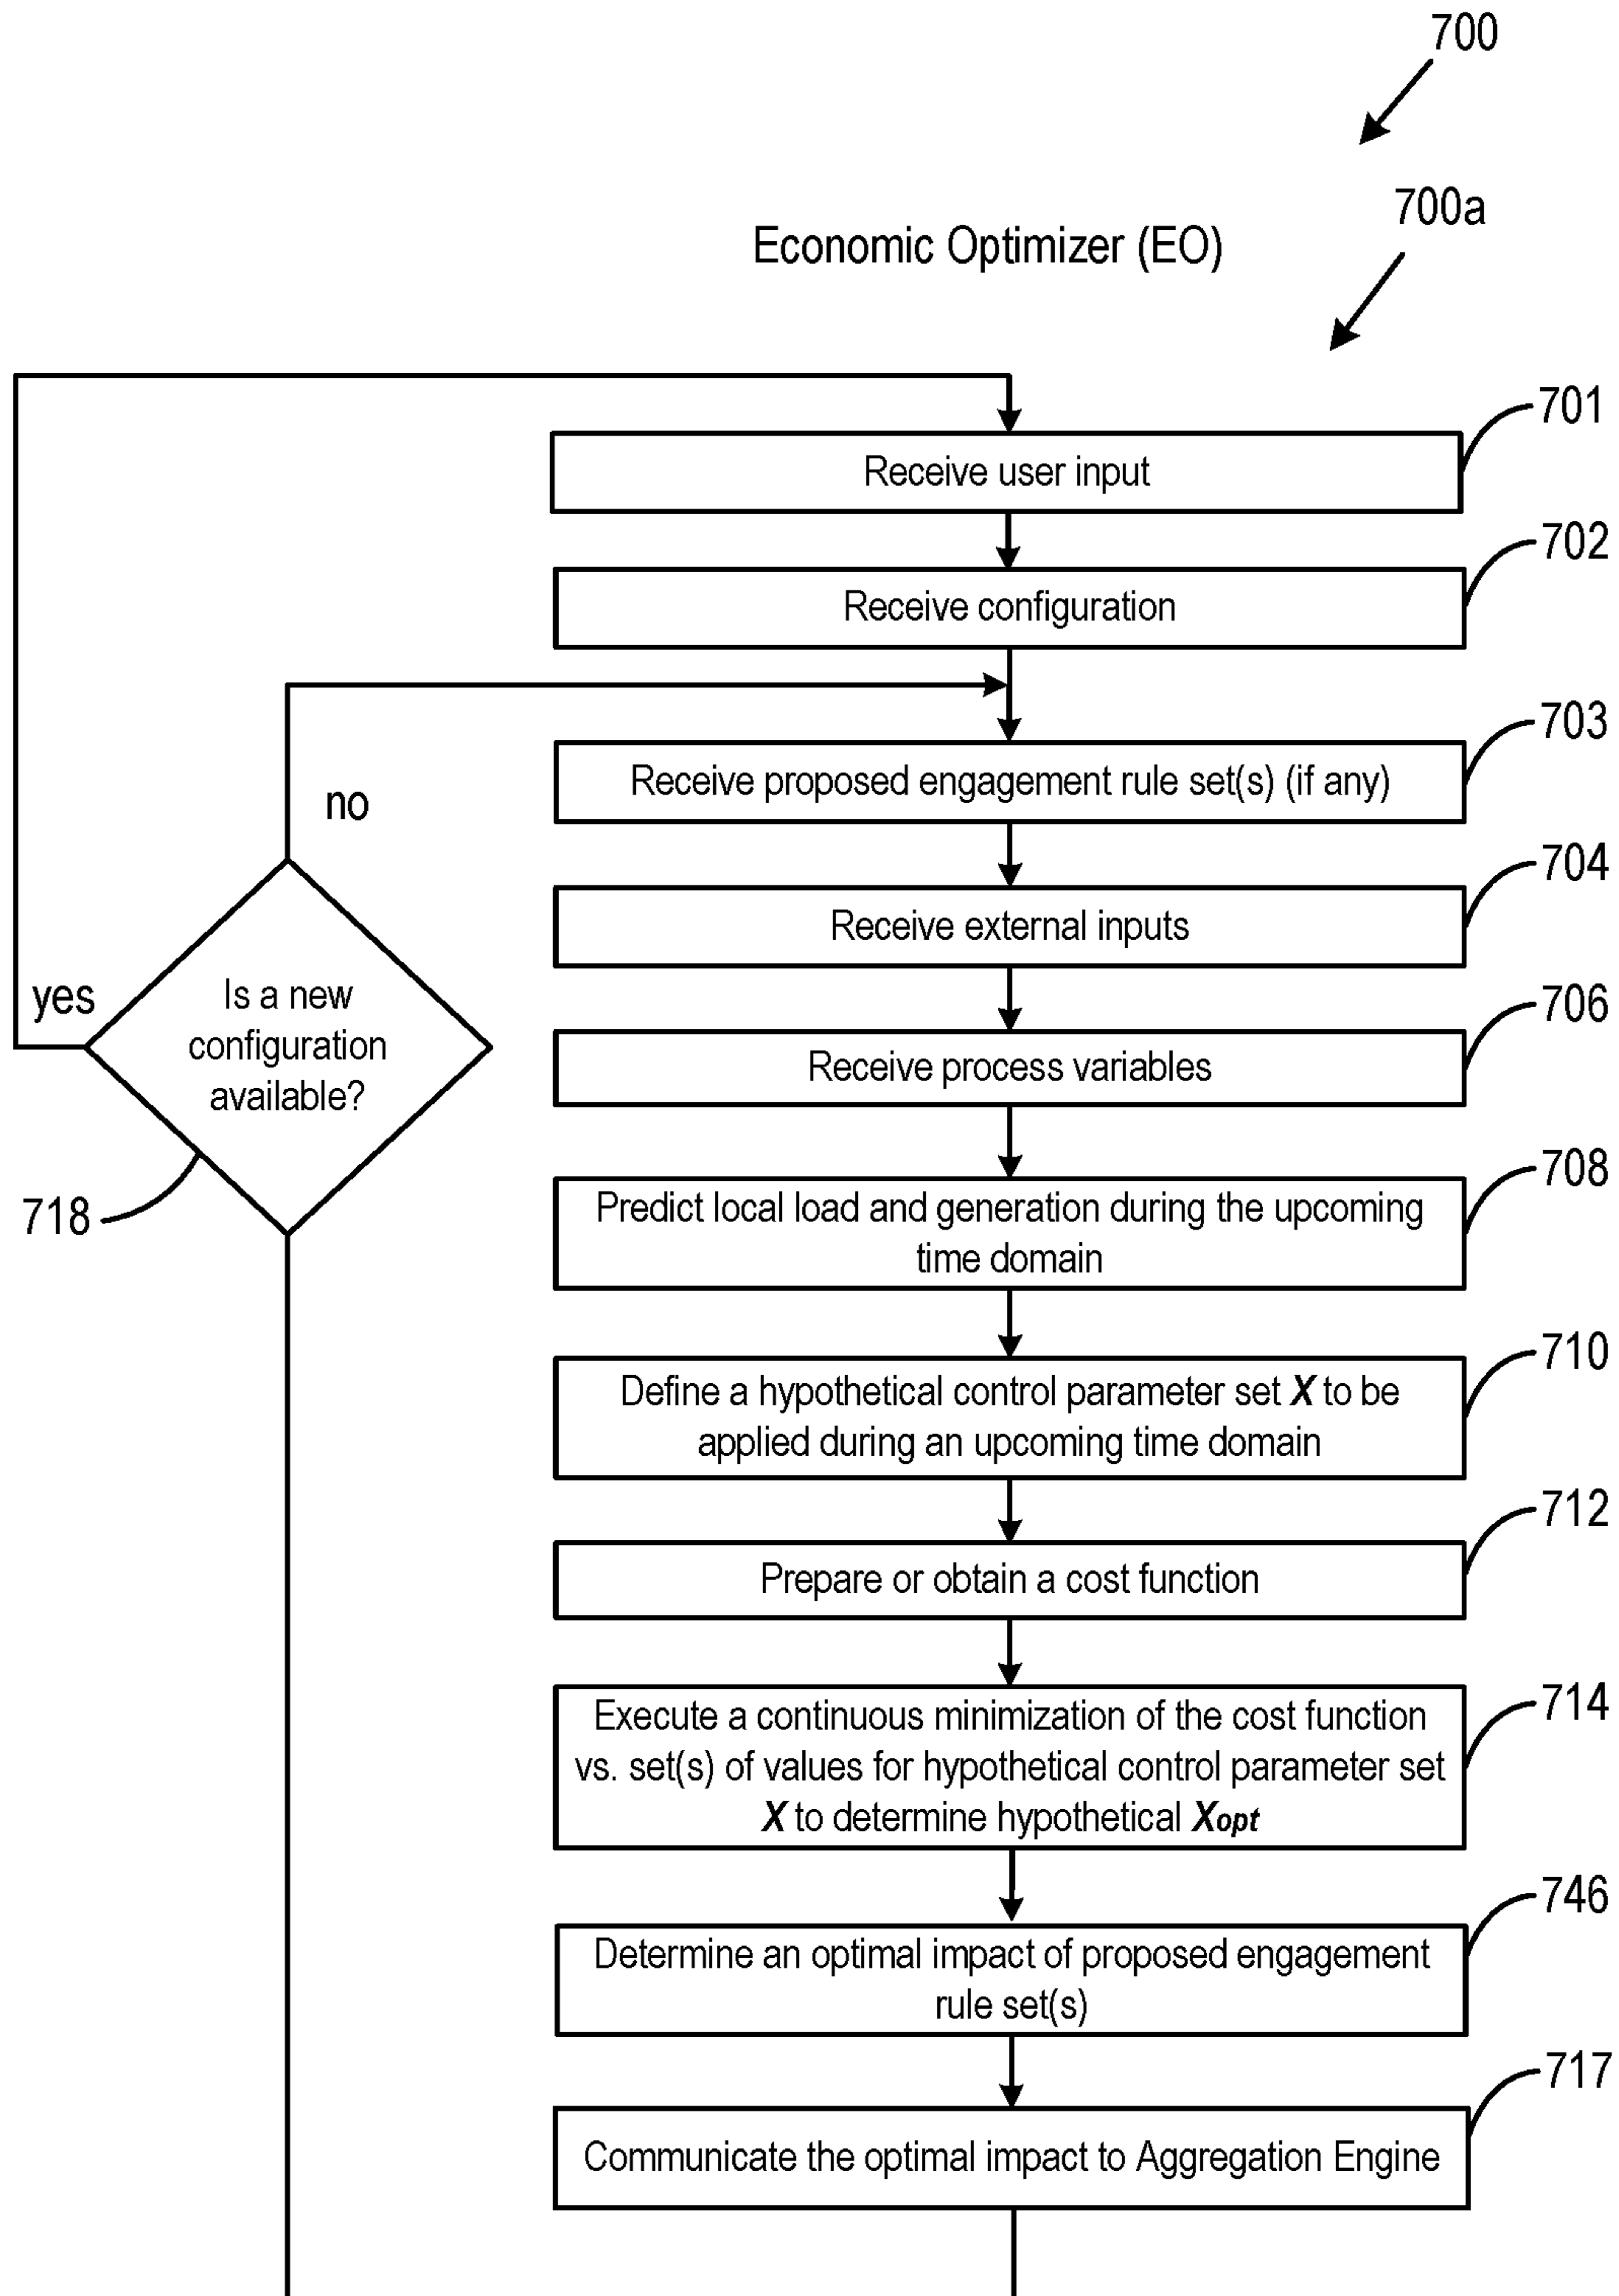 700
700a
Economic Optimizer (EO)
701
Receive user input
702
Receive configuration
703
Receive proposed engagement rule set(s) (if any)
no
704
Receive external inputs
yes
Is a new
configuration
available?
706
Receive process variables
718
708
Predict local load and generation during the upcoming
time domain
710
Define a hypothetical control parameter set X to be
applied during an upcoming time domain
712
Prepare or obtain a cost function
714
Execute a continuous minimization of the cost function
vs. set(s) of values for hypothetical control parameter set
X to determine hypothetical Xopt
746
Determine an optimal impact of proposed engagement
rule set(s)
717
Communicate the optimal impact to Aggregation Engine